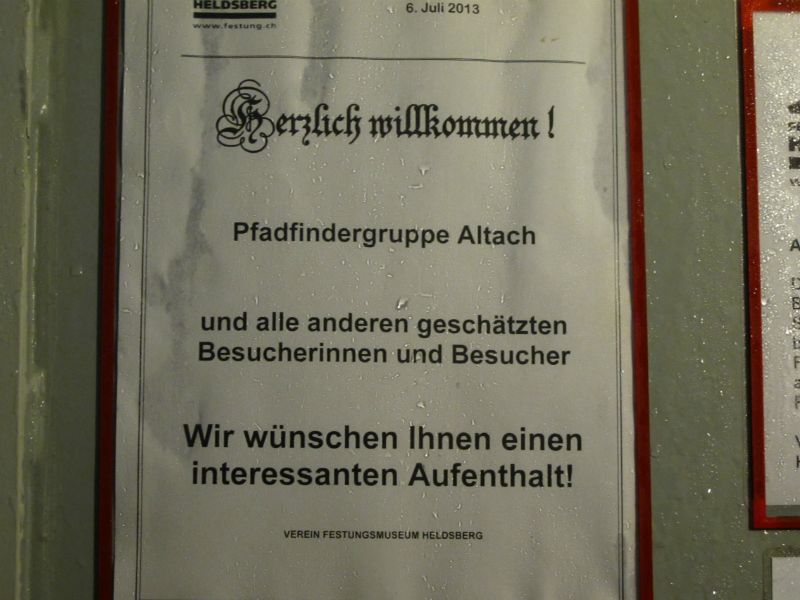 HELDSBERG
www.festung.ch
6. Juli 2013
Herzlich willkommen !
Pfadfindergruppe Altach
und alle anderen geschätzten
Besucherinnen und Besucher
Wir wünschen Ihnen einen
interessanten Aufenthalt!
VEREIN FESTUNGSMUSEUM HELDSBERG